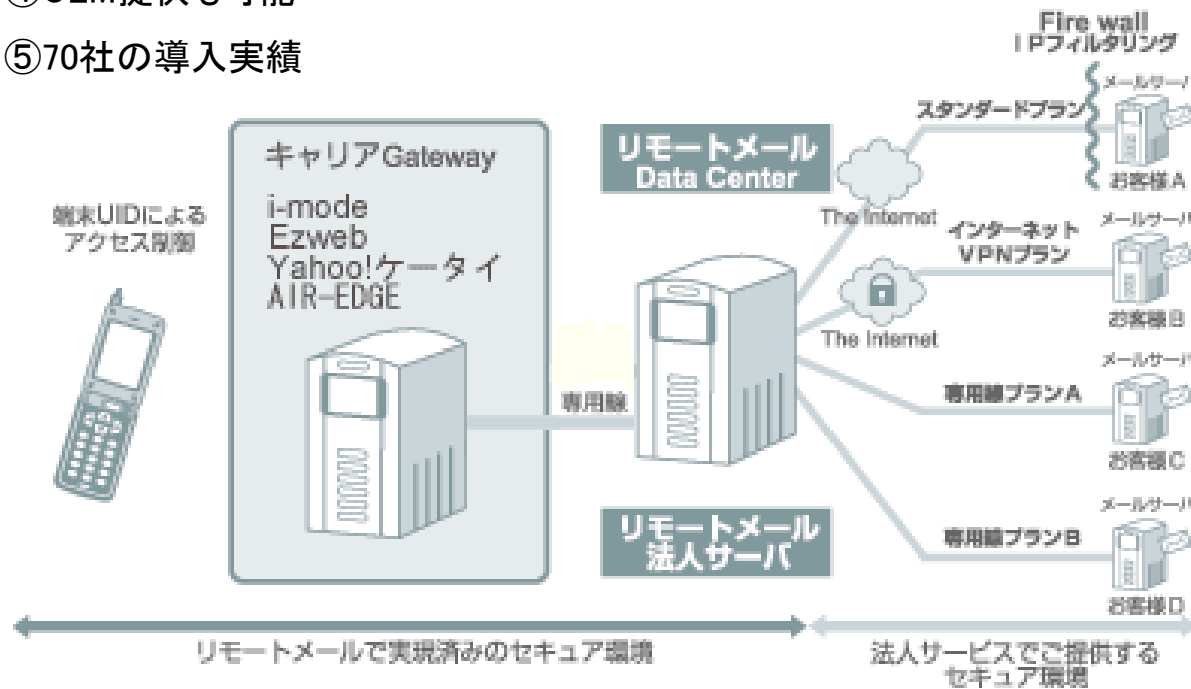 ④OEM提供も可能
⑤70社の導入実績
Fire wall
IPフィルタリング
メールサーバ
スタンダードプラン
お客様A
キャリアGateway
i-mode
Ezweb
Yahoo!ケータイ
AIR-EDGE
リモートメール
Data Center
端末UIDによる
アクセス制御
The Internet
インターネット
VPNプラン
メールサーバ
お客様B
The Internet
メールサーバ
専用線
専用線プランA
お客様C
メールサーバ
リモートメール
法人サーバ
専用線プランB
お客様D
リモートメールで実現済みのセキュア環境
法人サービスでご提供する
セキュア環境